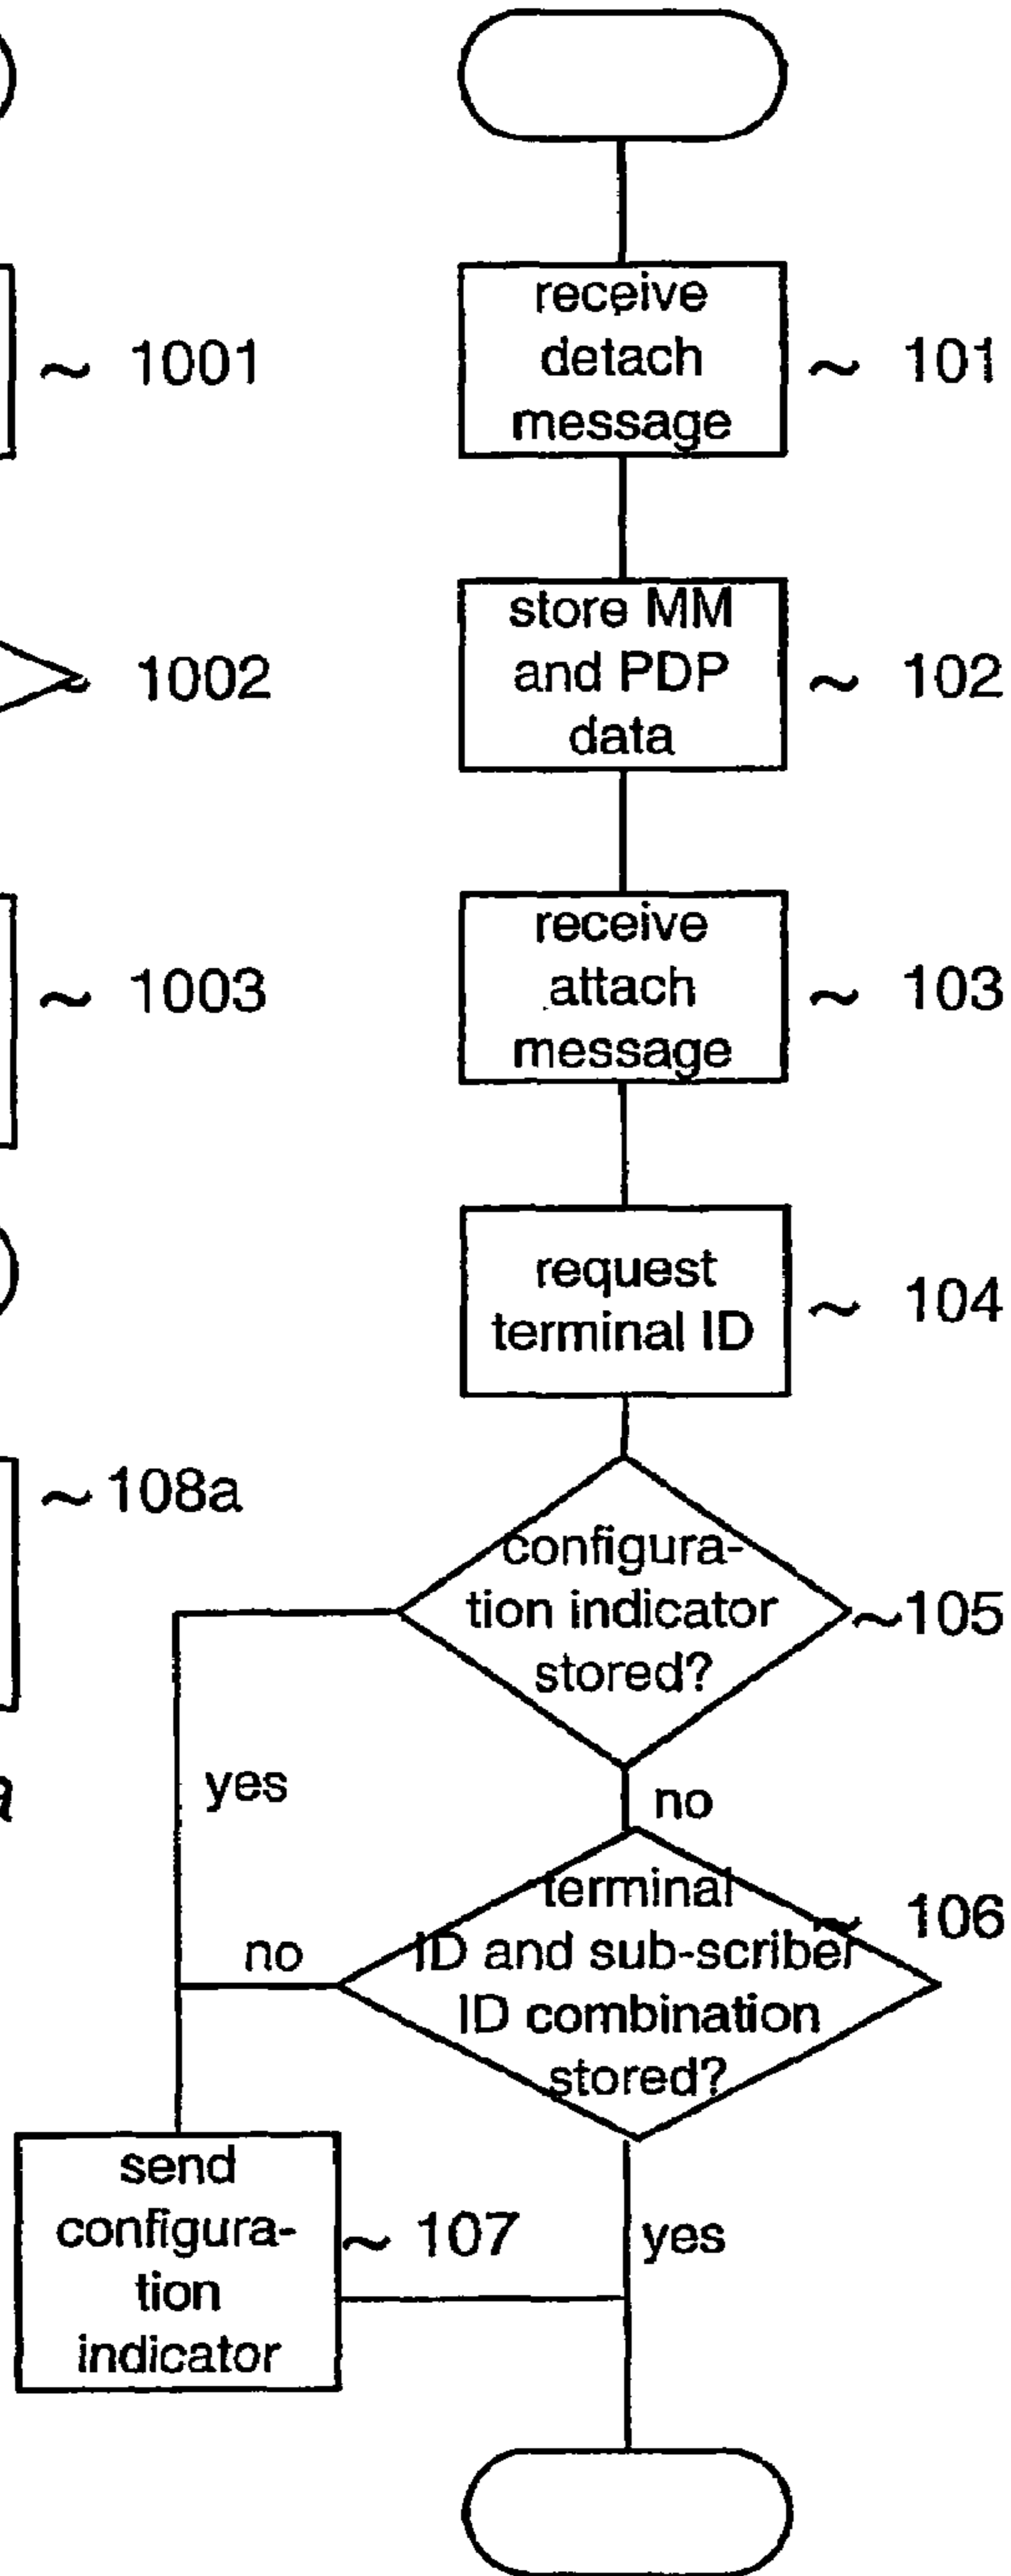 receive
detach
message
~ 1001
~ 101
store MM
and PDP
data
~ 1002
~ 102
receive
attach
message
~ 1003
~ 103
request
terminal ID
~ 104
~ 108a
configura-
tion indicator
stored?
~105
yes
no
terminal
ID and sub-scriber
ID combination
stored?
~ 106
no
send
configura-
tion
indicator
~ 107
yes